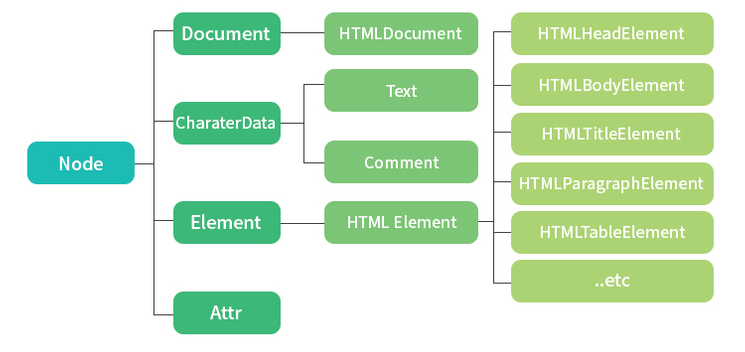 Node
Document
CharaterData
Element
Attr
HTMLDocument
Text
Comment
HTML Element
HTMLHeadElement
HTMLBodyElement
HTMLTitleElement
HTMLParagraphElement
HTMLTableElement
..etc